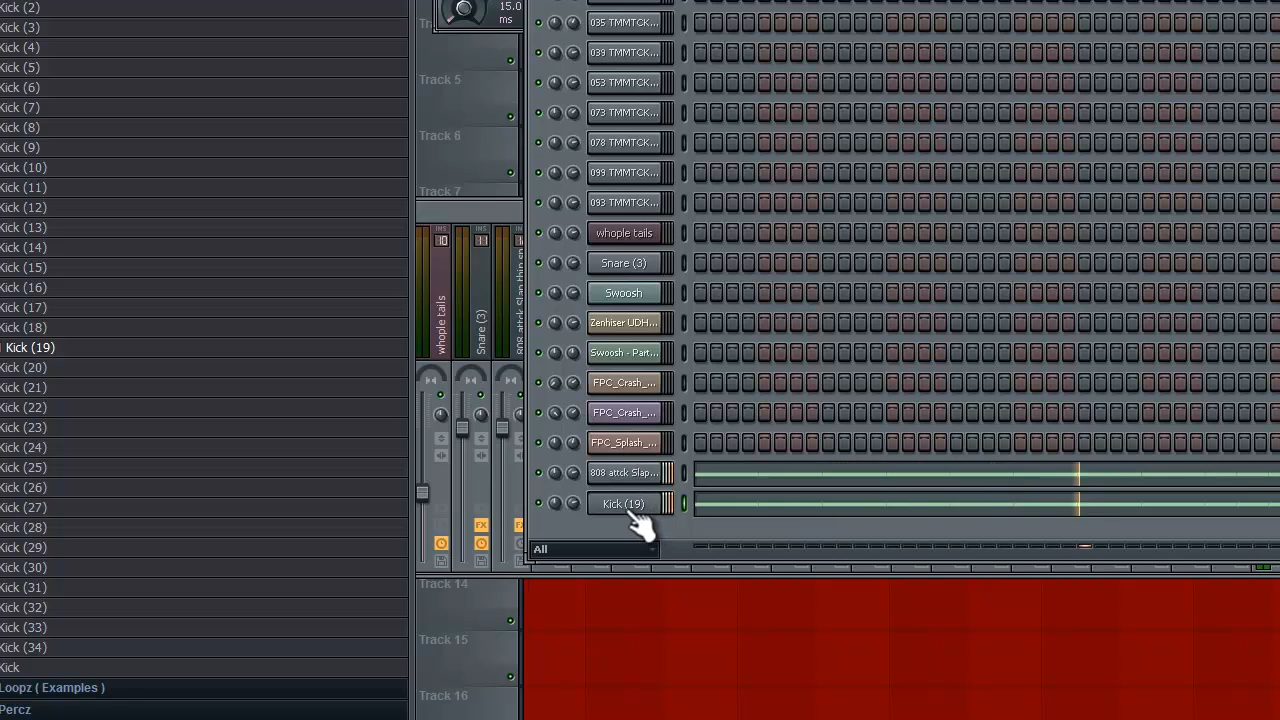 Kick (2)
Kick (3)
Kick (4)
Kick (5)
Kick (6)
Kick (7)
Kick (8)
Kick (9)
Kick (10)
Kick (11)
Kick (12)
Kick (13)
Kick (14)
Kick (15)
Kick (16)
Kick (17)
Kick (18)
Kick (19)
Kick (20)
Kick (21)
Kick (22)
Kick (23)
Kick (24)
Kick (25)
Kick (26)
Kick (27)
Kick (28)
Kick (29)
Kick (30)
Kick (31)
Kick (32)
Kick (33)
Kick (34)
Kick
Loopz ( Examples )
Percz
15.0
ms
Track 5
Track 6
Track 7
10
11
whople tails
Snare (3)
FX
FX
Track 14
Track 15
Track 16
035 TMMTCK...
039 TMMTCK...
053 TMMTCK...
073 TMMTCK...
078 TMMTCK...
099 TMMTCK...
093 TMMTCK...
whople tails
Snare (3)
Swoosh
Zenhiser UDH...
Swoosh - Part...
FPC_Crash_...
FPC_Crash_...
FPC_Splash_...
808 attck Slap...
Kick (19)
All